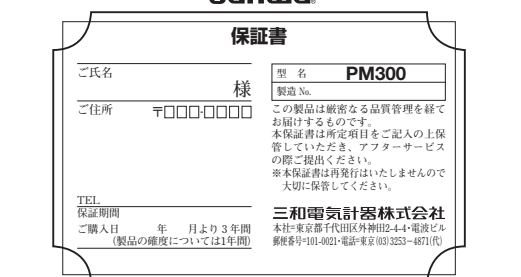 保証書
ご氏名
様
ご住所
〒□□□-□□□□
TEL
保証期間
ご購入日 年 月より3年間
(製品の確度については1年間)
型 名 PM300
製造 No.
この製品は厳密なる品質管理を経て
お届けするものです。
本保証書は所定項目をご記入の上保
管していただき、アフターサービス
の際ご提出ください。
※本保証書は再発行はいたしませんので
大切に保管してください。
三和電気計器株式会社
本社=東京都千代田区外神田2-4-4・電波ビル
郵便番号=101-0021・電話=東京(03)3253-4871(代)